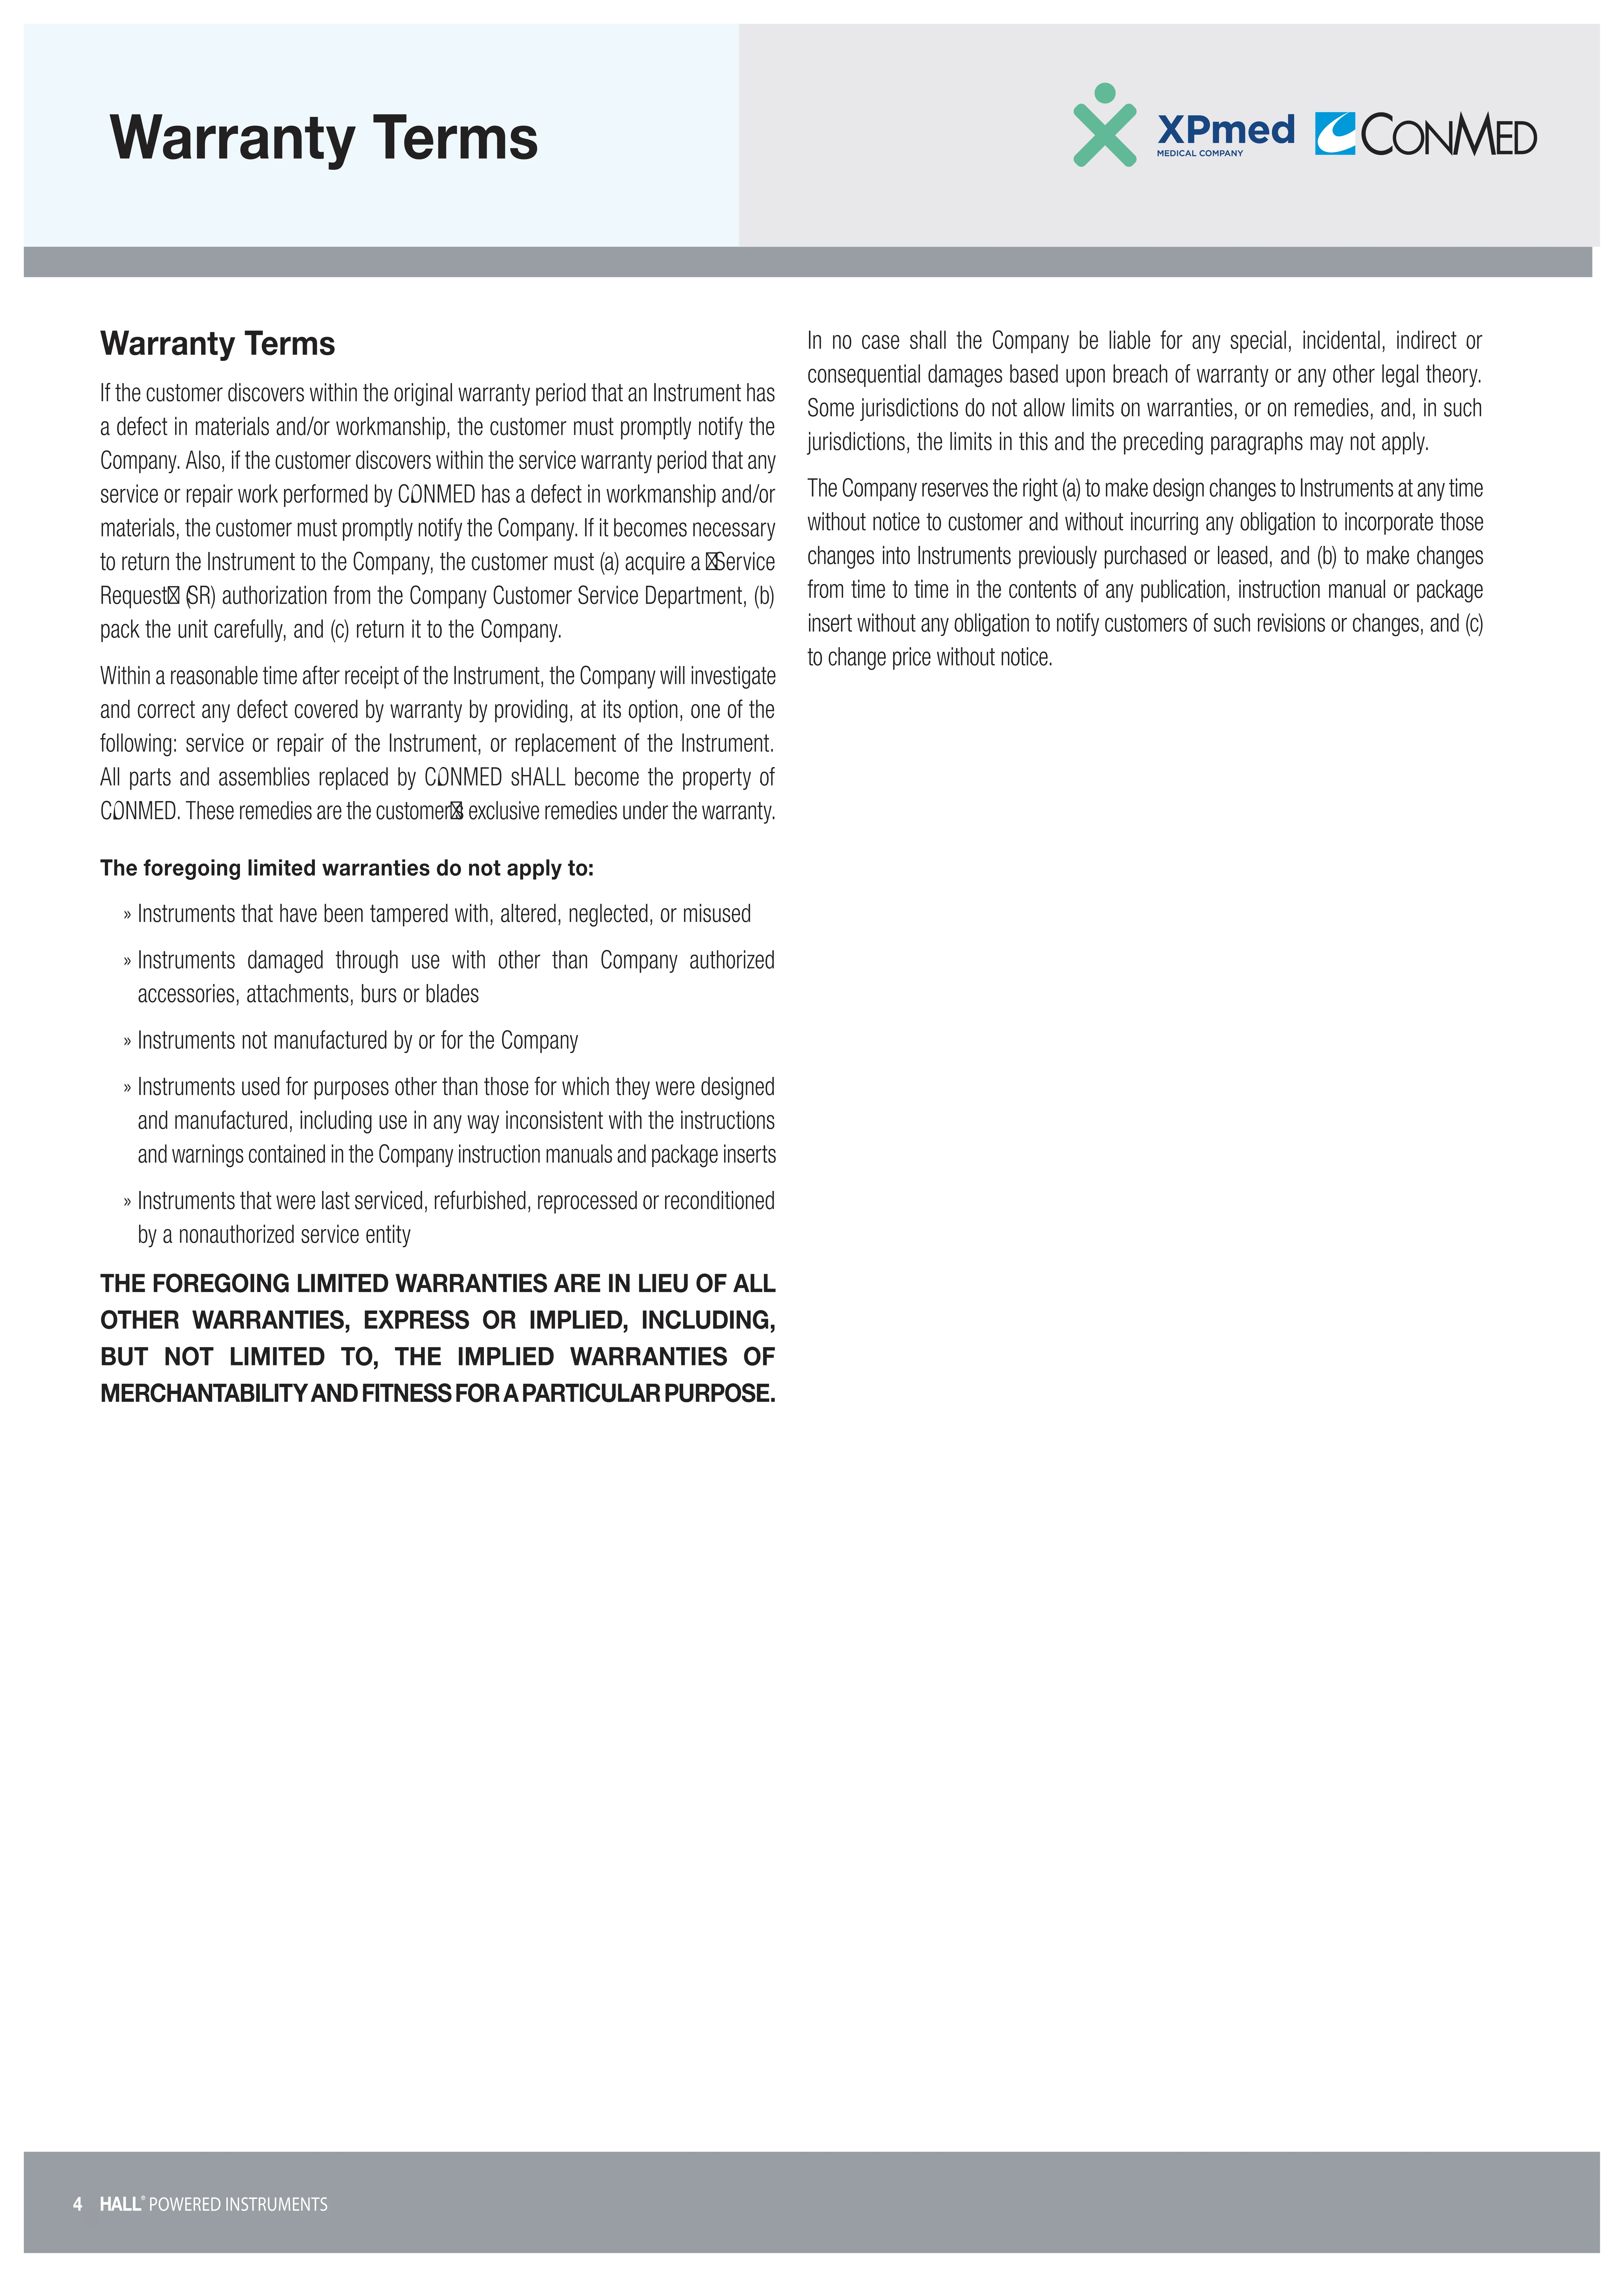 Warranty Terms
XPmed
MEDICAL COMPANY
CONMED
Warranty Terms
If the customer discovers within the original warranty period that an Instrument has
a defect in materials and/or workmanship, the customer must promptly notify the
Company. Also, if the customer discovers within the service warranty period that any
service or repair work performed by CONMED has a defect in workmanship and/or
materials, the customer must promptly notify the Company. If it becomes necessary
to return the Instrument to the Company, the customer must (a) acquire a Service
Request (SR) authorization from the Company Customer Service Department, (b)
pack the unit carefully, and (c) return it to the Company.
Within a reasonable time after receipt of the Instrument, the Company will investigate
and correct any defect covered by warranty by providing, at its option, one of the
following: service or repair of the Instrument, or replacement of the Instrument.
All parts and assemblies replaced by CONMED sHALL become the property of
CONMED. These remedies are the customers exclusive remedies under the warranty.
The foregoing limited warranties do not apply to:
» Instruments that have been tampered with, altered, neglected, or misused
» Instruments damaged through use with other than Company authorized
accessories, attachments, burs or blades
» Instruments not manufactured by or for the Company
» Instruments used for purposes other than those for which they were designed
and manufactured, including use in any way inconsistent with the instructions
and warnings contained in the Company instruction manuals and package inserts
» Instruments that were last serviced, refurbished, reprocessed or reconditioned
by a nonauthorized service entity
THE FOREGOING LIMITED WARRANTIES ARE IN LIEU OF ALL
OTHER WARRANTIES, EXPRESS OR IMPLIED, INCLUDING,
BUT NOT LIMITED TO, THE IMPLIED WARRANTIES OF
MERCHANTABILITY AND FITNESS FOR A PARTICULAR PURPOSE.
In no case shall the Company be liable for any special, incidental, indirect or
consequential damages based upon breach of warranty or any other legal theory.
Some jurisdictions do not allow limits on warranties, or on remedies, and, in such
jurisdictions, the limits in this and the preceding paragraphs may not apply.
The Company reserves the right (a) to make design changes to Instruments at any time
without notice to customer and without incurring any obligation to incorporate those
changes into Instruments previously purchased or leased, and (b) to make changes
from time to time in the contents of any publication, instruction manual or package
insert without any obligation to notify customers of such revisions or changes, and (c)
to change price without notice.
4 HALL® POWERED INSTRUMENTS